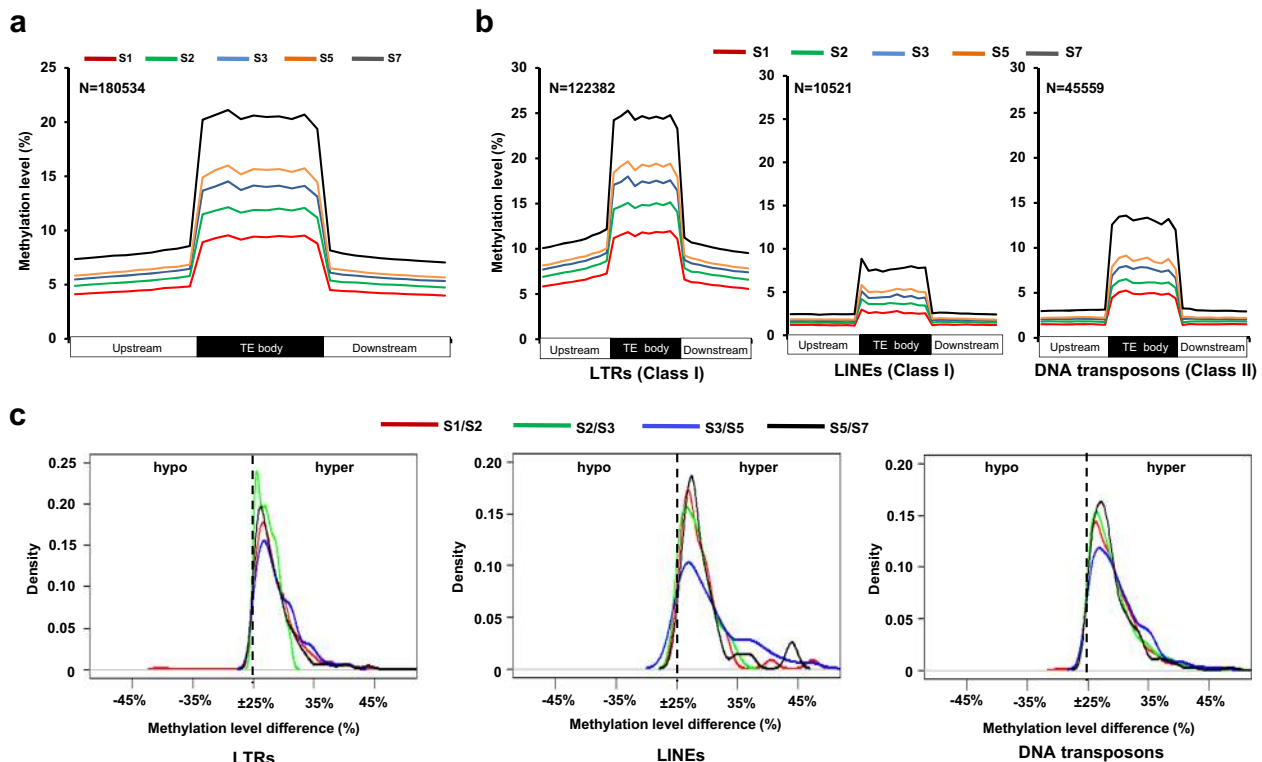 a
S1 S2 S3 S5 S7
25
20
15
10
5
0
Methylation level (%)
N=180534
Upstream TE body Downstream
b
S1 S2 S3 S5 S7
30
25
20
15
10
5
0
Methylation level (%)
N=122382
Upstream TE body Downstream
LTRs (Class I)
30
25
20
15
10
5
0
N=10521
Upstream TE body Downstream
LINEs (Class I)
30
25
20
15
10
5
0
N=45559
Upstream TE body Downstream
DNA transposons (Class II)
c
S1/S2 S2/S3 S3/S5 S5/S7
0.25
0.20
0.15
0.10
0.05
0
Density
hypo hyper
-45% ±25% 35% 45%
Methylation level difference (%)
LTRs
0.20
0.15
0.10
0.05
0
Density
hypo hyper
-45% ±25% 35% 45%
Methylation level difference (%)
LINEs
0.20
0.15
0.10
0.05
0
Density
hypo hyper
-45% ±25% 35% 45%
Methylation level difference (%)
DNA transposons